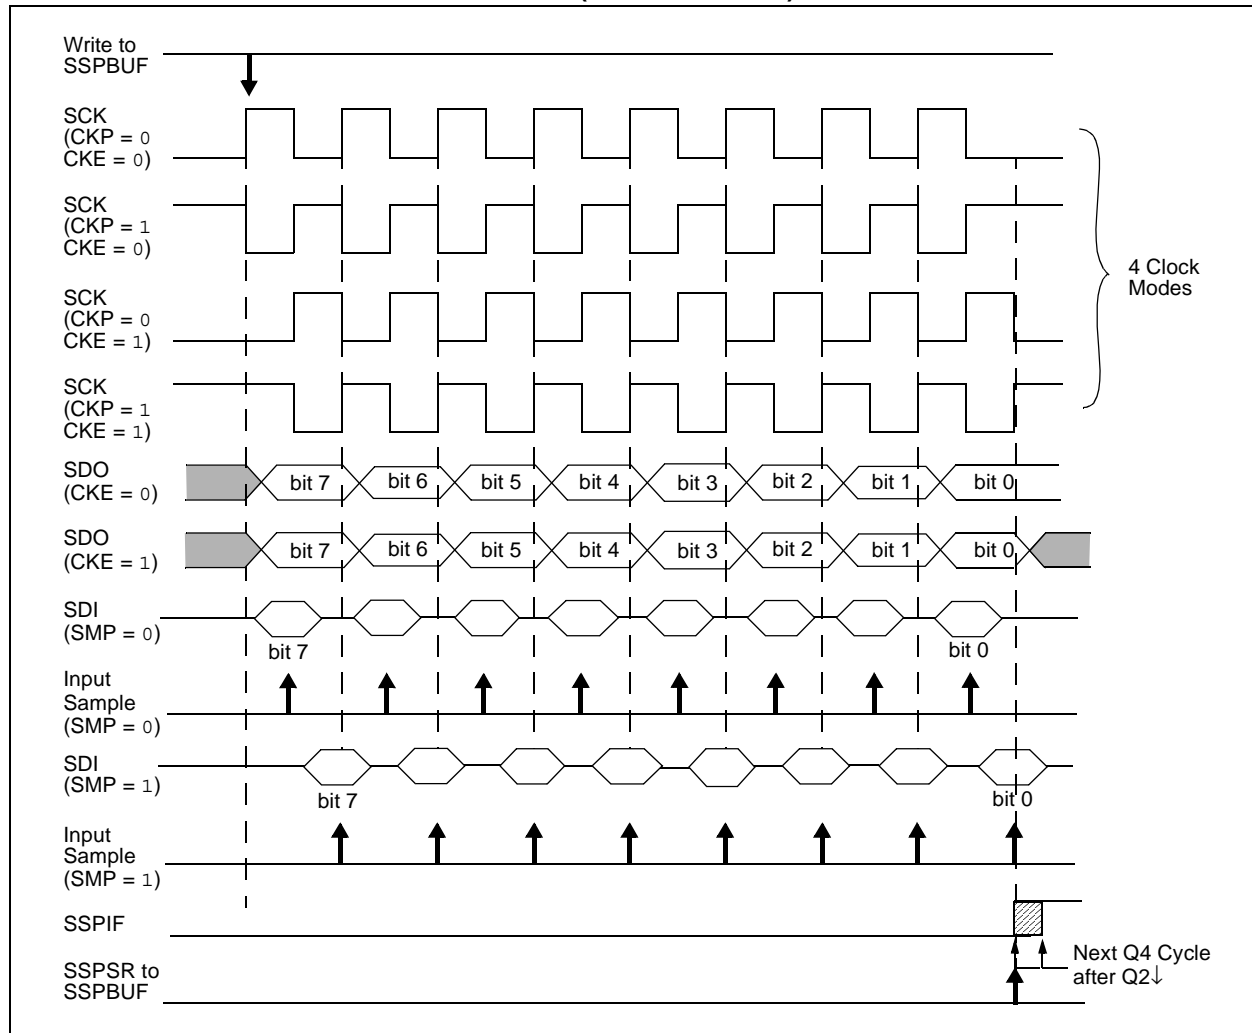 Write to
SSPBUF
SCK
(CKP = 0
CKE = 0)
SCK
(CKP = 1
CKE = 0)
4 Clock
Modes
SCK
(CKP = 0
CKE = 1)
SCK
(CKP = 1
CKE = 1)
SDO
(CKE = 0)
bit 7 bit 6 bit 5 bit 4 bit 3 bit 2 bit 1 bit 0
SDO
(CKE = 1)
bit 7 bit 6 bit 5 bit 4 bit 3 bit 2 bit 1 bit 0
SDI
(SMP = 0)
bit 7 bit 0
Input
Sample
(SMP = 0)
SDI
(SMP = 1)
bit 7 bit 0
Input
Sample
(SMP = 1)
SSPIF
Next Q4 Cycle
after Q2↓
SSPSR to
SSPBUF